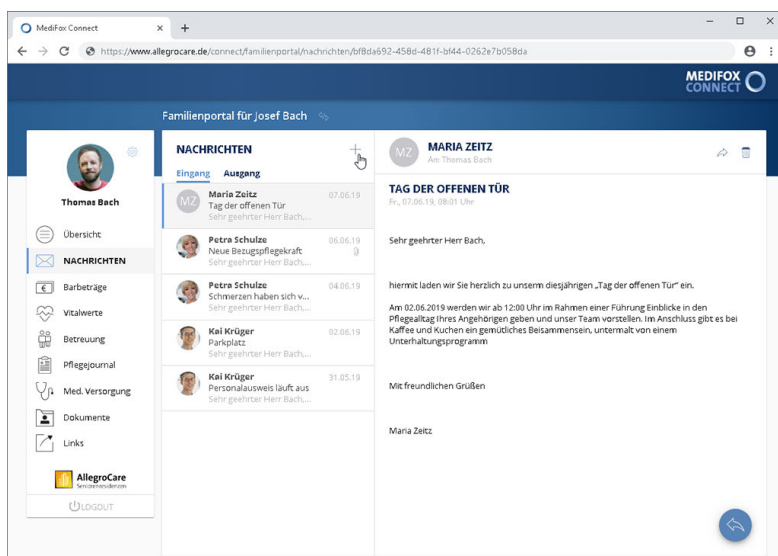 MediFox Connect
https://www.allegrocare.de/connect/familienportal/nachrichten/bf8da692-458d-481f-bf44-0262e7b058da
MEDIFOX
CONNECT
Familienportal für Josef Bach
Thomas Bach
Übersicht
NACHRICHTEN
Barbeträge
Vitalwerte
Betreuung
Pflegejournal
Med. Versorgung
Dokumente
Links
AllegroCare
Seniorenresidenzen
LOGOUT
NACHRICHTEN
Eingang Ausgang
MZ
Maria Zeitz 07.06.19
Tag der offenen Tür
Sehr geehrter Herr Bach,...
Petra Schulze 06.06.19
Neue Bezugspflegekraft
Sehr geehrter Herr Bach,...
Petra Schulze 04.06.19
Schmerzen haben sich v...
Sehr geehrter Herr Bach,...
Kai Krüger 02.06.19
Parkplatz
Sehr geehrter Herr Bach,...
Kai Krüger 31.05.19
Personalausweis läuft aus
Sehr geehrter Herr Bach,...
MZ
MARIA ZEITZ
An: Thomas Bach
TAG DER OFFENEN TÜR
Fr., 07.06.19, 08:01 Uhr
Sehr geehrter Herr Bach,
hiermit laden wir Sie herzlich zu unserm diesjährigen „Tag der offenen Tür“ ein.
Am 02.06.2019 werden wir ab 12:00 Uhr im Rahmen einer Führung Einblicke in den
Pflegealltag Ihres Angehörigen geben und unser Team vorstellen. Im Anschluss gibt es bei
Kaffee und Kuchen ein gemütliches Beisammensein, untermalt von einem
Unterhaltungsprogramm
Mit freundlichen Grüßen
Maria Zeitz